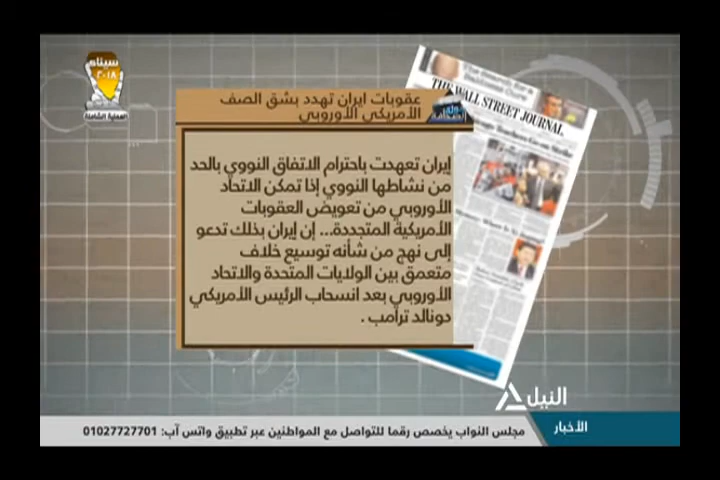 سيناء
٢٠١٨
العملية الشاملة
THE WALL STREET JOURNAL.
عقوبات ايران تهدد بشق الصف
الأمريكي الأوروبي
إيران تعهدت باحترام الاتفاق النووي بالحد
من نشاطها النووي إذا تمكن الاتحاد
الأوروبي من تعويض العقوبات
الأمريكية المتجددة... إن إيران بذلك تدعو
إلى نهج من شأنه توسيع خلاف
متعمق بين الولايات المتحدة والاتحاد
الأوروبي بعد انسحاب الرئيس الأمريكي
دونالد ترامب .
النيل
الأخبار
مجلس النواب يخصص رقما للتواصل مع المواطنين عبر تطبيق واتس آب: 01027727701